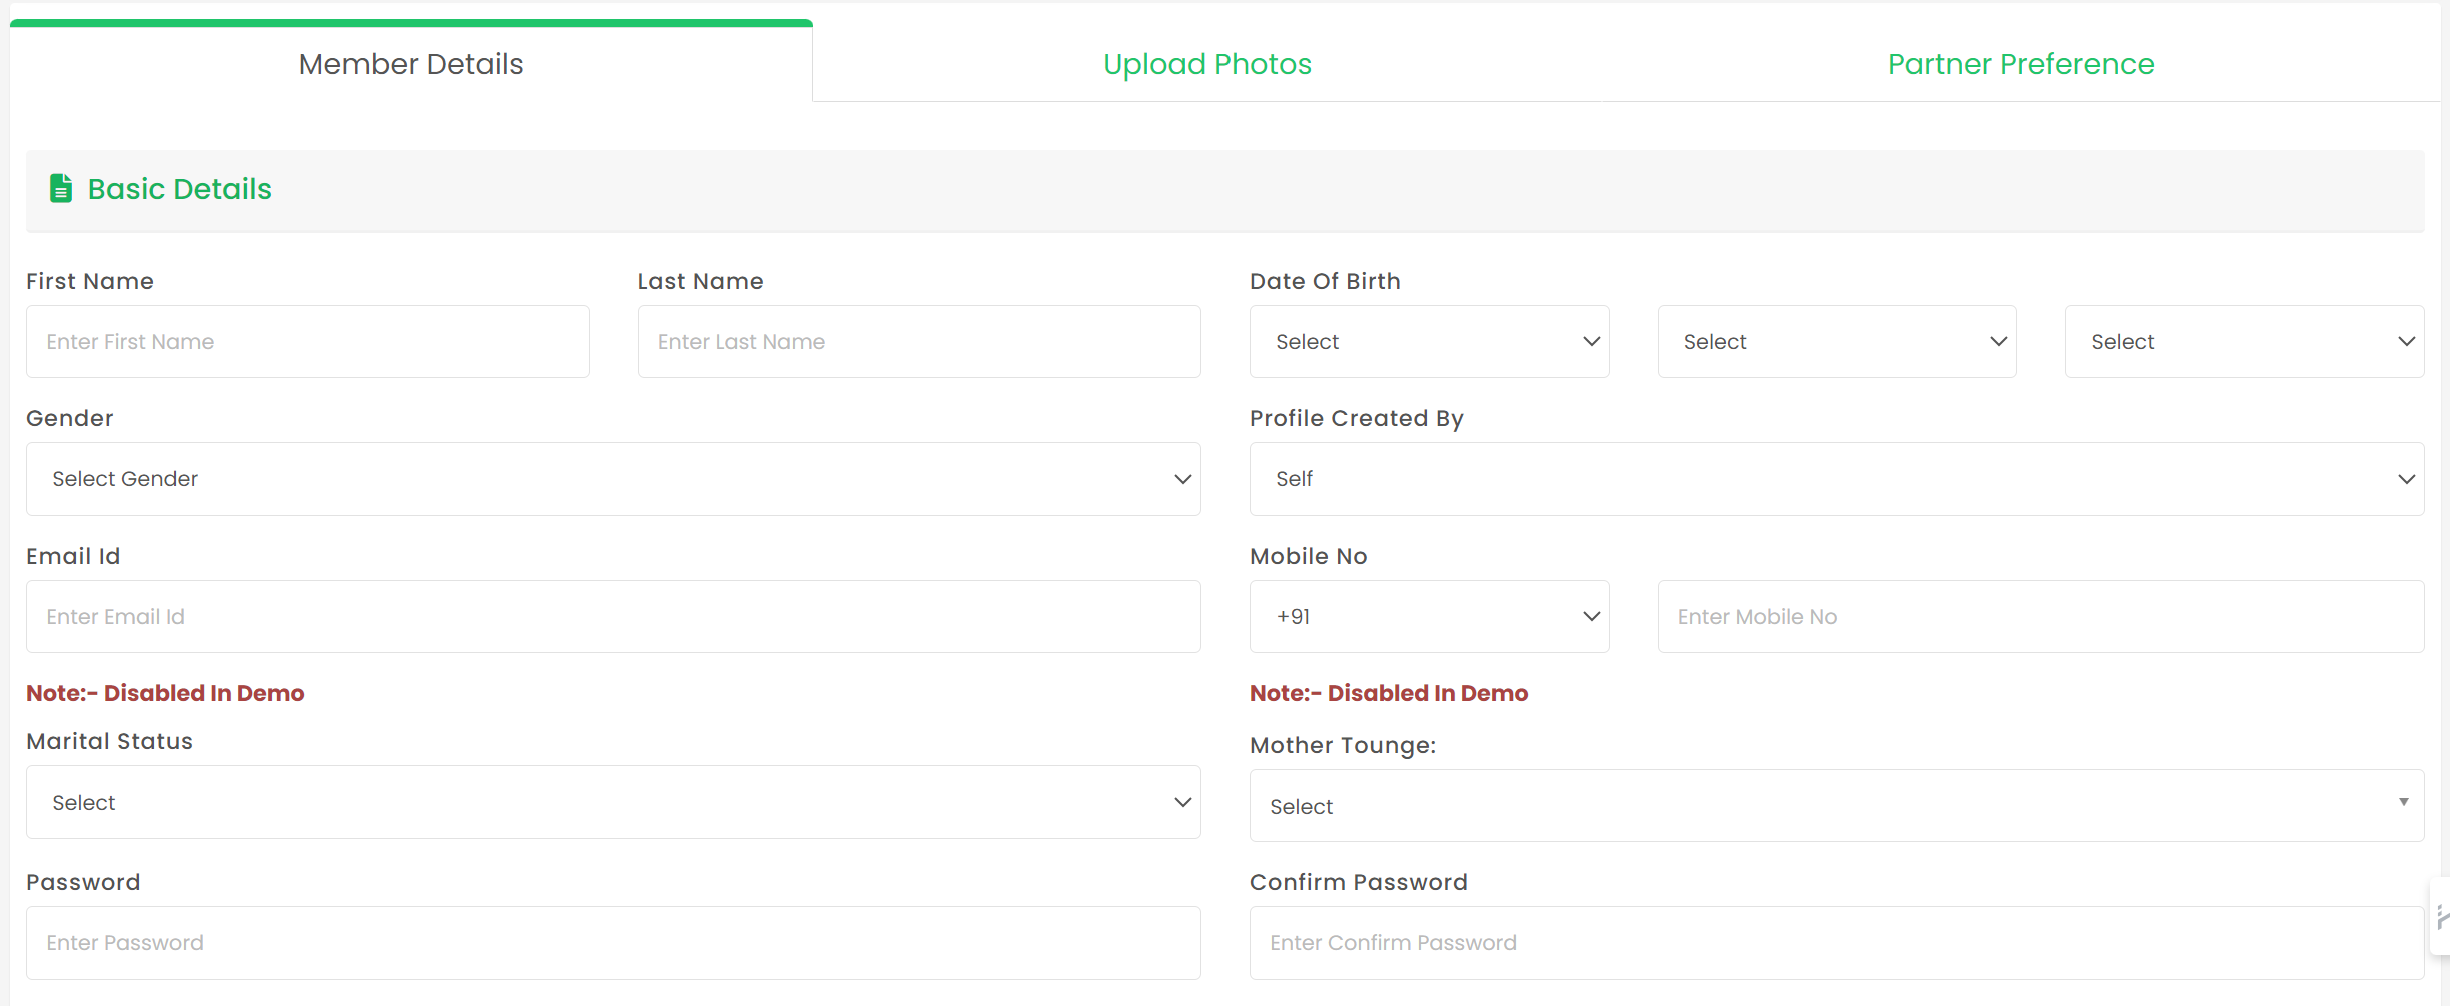 Member Details Upload Photos Partner Preference
Basic Details
First Name Last Name Date Of Birth
Enter First Name Enter Last Name Select Select Select
Gender Profile Created By
Select Gender Self
Email Id Mobile No
Enter Email Id +91 Enter Mobile No
Note:- Disabled In Demo Note:- Disabled In Demo
Marital Status Mother Tounge:
Select Select
Password Confirm Password
Enter Password Enter Confirm Password